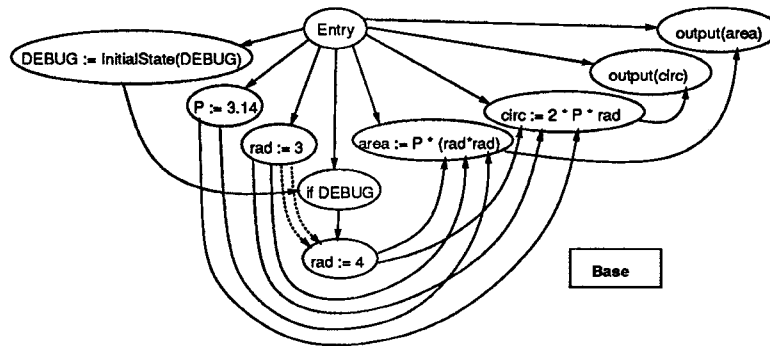 Entry
output(area)
DEBUG := InitialState(DEBUG)
output(circ)
P := 3.14
circ := 2 * P * rad
rad := 3
area := P * (rad*rad)
if DEBUG
rad := 4
Base